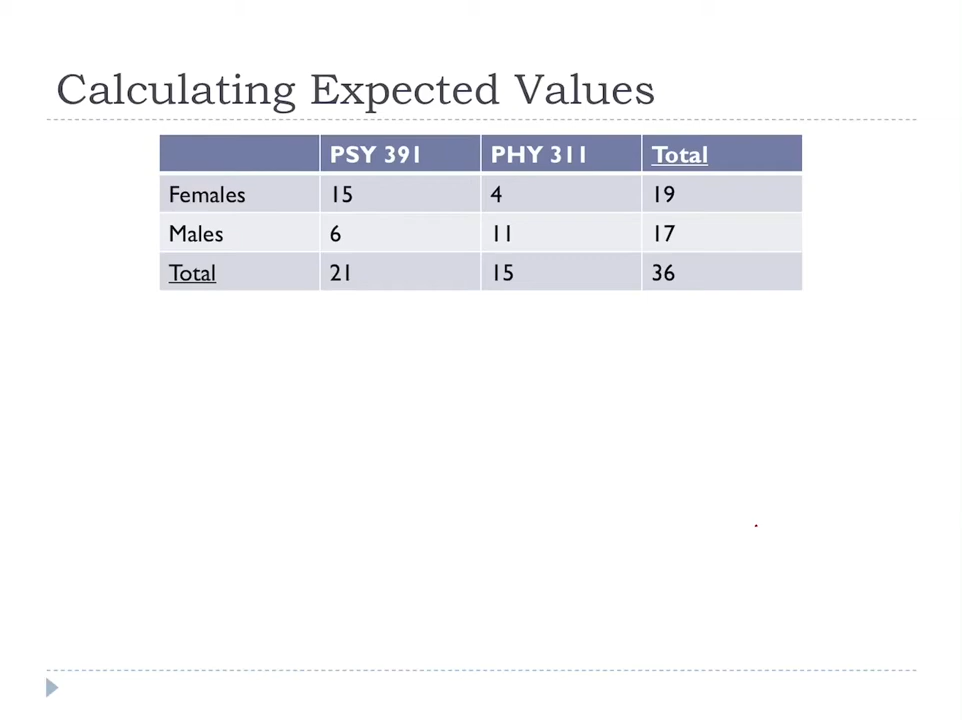 Calculating Expected Values
PSY 391 PHY 311 Total
Females 15 4 19
Males 6 11 17
Total 21 15 36